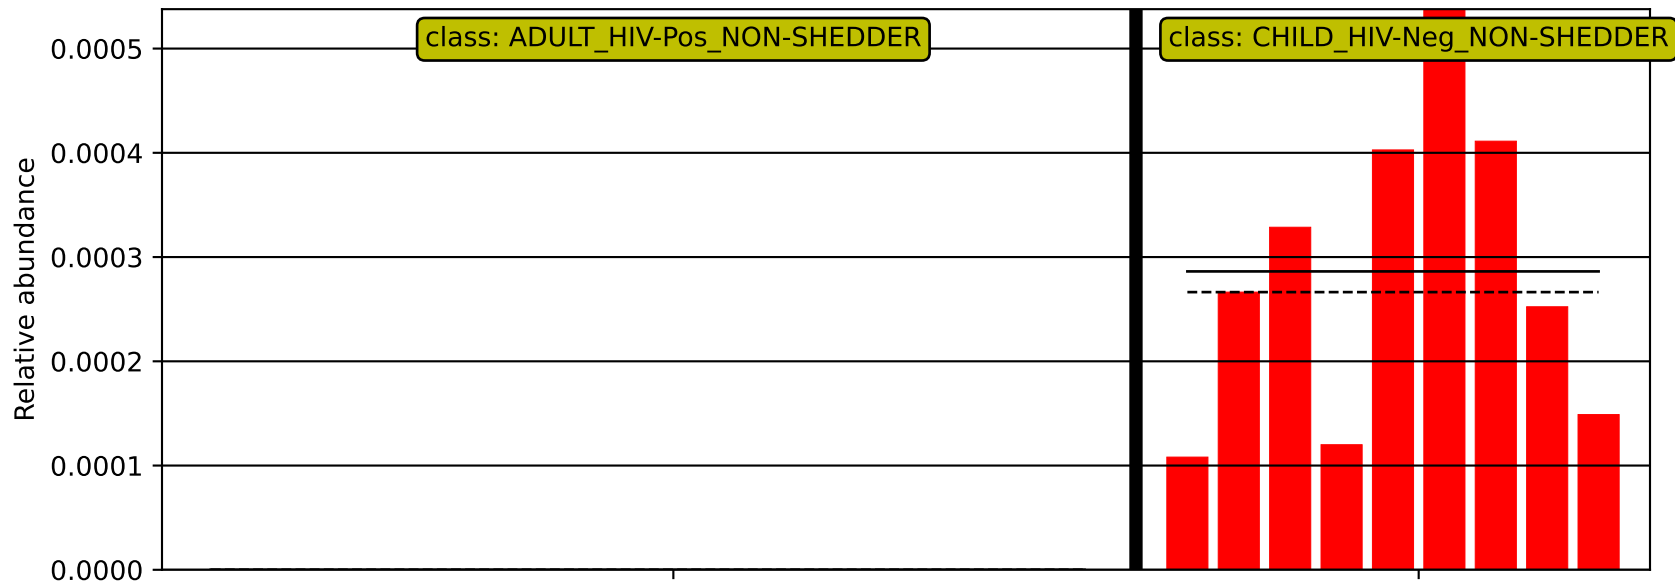 class: ADULT_HIV-Pos_NON-SHEDDER
class: CHILD_HIV-Neg_NON-SHEDDER
Relative abundance
0.0005
0.0004
0.0003
0.0002
0.0001
0.0000